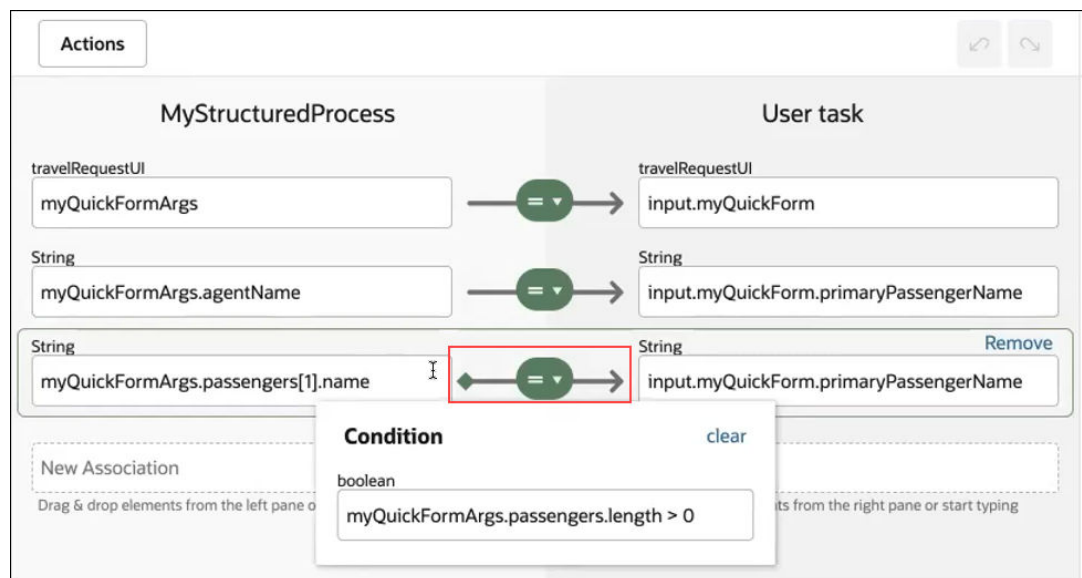 Actions
MyStructuredProcess User task
travelRequestUI travelRequestUI
myQuickFormArgs = input.myQuickForm
String String
myQuickFormArgs.agentName = input.myQuickForm.primaryPassengerName
String String Remove
myQuickFormArgs.passengers[1].name = input.myQuickForm.primaryPassengerName
Condition clear
New Association
boolean
Drag & drop elements from the left pane o ts from the right pane or start typing
myQuickFormArgs.passengers.length > 0